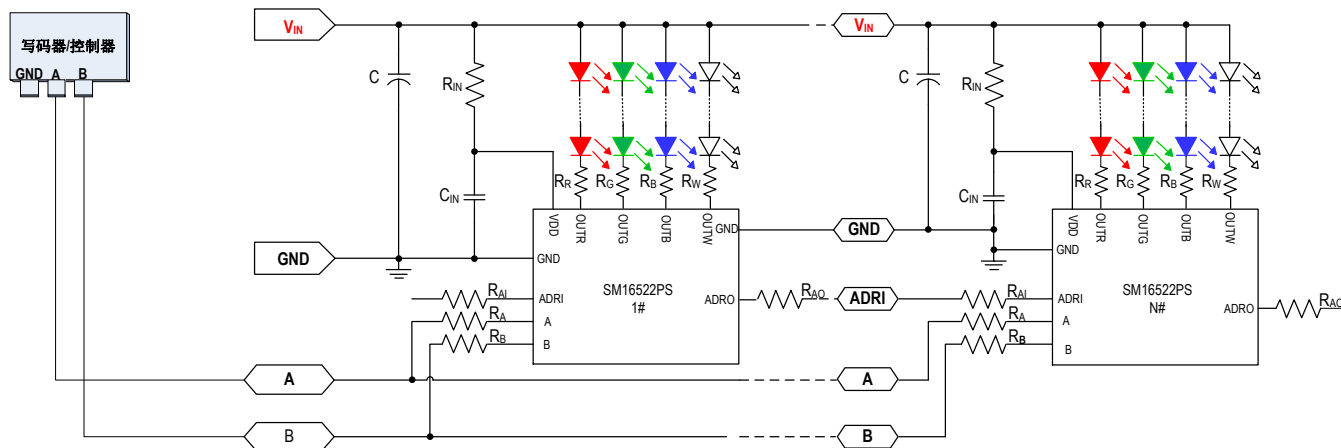 写码器/控制器
GND A B
VIN
C
RIN
CIN
RR RG RB RW
VDD OUTR OUTG OUTB OUTW
GND
GND
GND
SM16522PS
1#
RAI ADRI
RA A
RB B
ADRO RAO
A
B
VIN
C
RIN
CIN
RR RG RB RW
GND
VDD OUTR OUTG OUTB OUTW
GND
SM16522PS
N#
ADRI
RAI ADRI
RA A
RB B
ADRO RAO
A
B